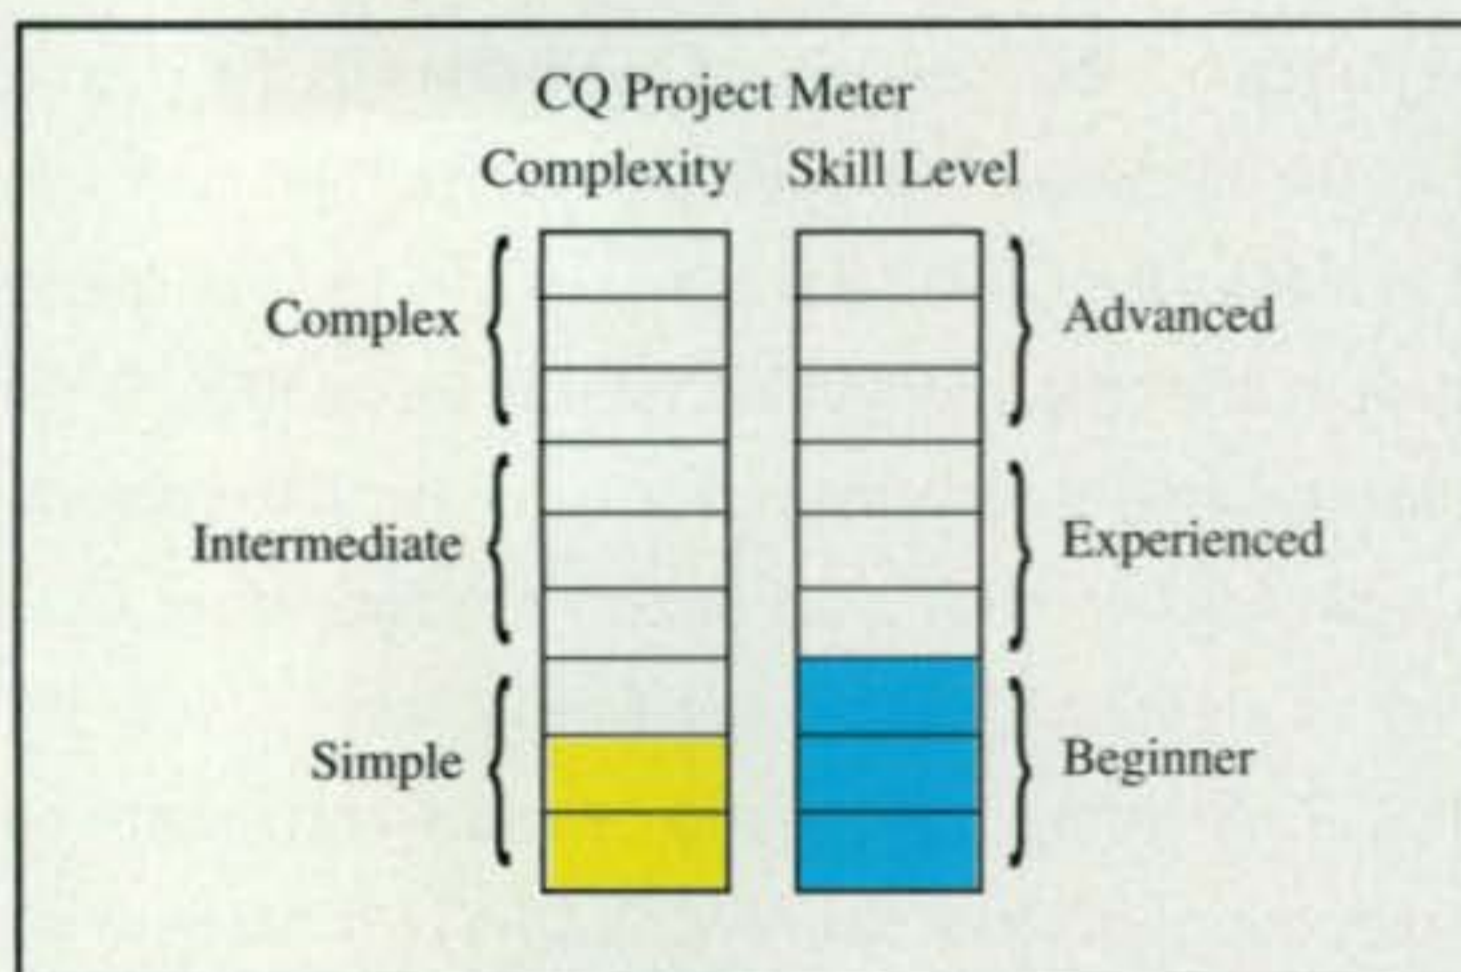 CQ Project Meter
Complexity Skill Level
Complex Advanced
Intermediate Experienced
Simple Beginner